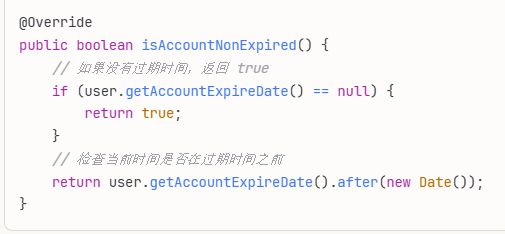 @Override
public boolean isAccountNonExpired() {
    // 如果没有过期时间，返回 true
    if (user.getAccountExpireDate() == null) {
        return true;
    }
    // 检查当前时间是否在过期时间之前
    return user.getAccountExpireDate().after(new Date());
}